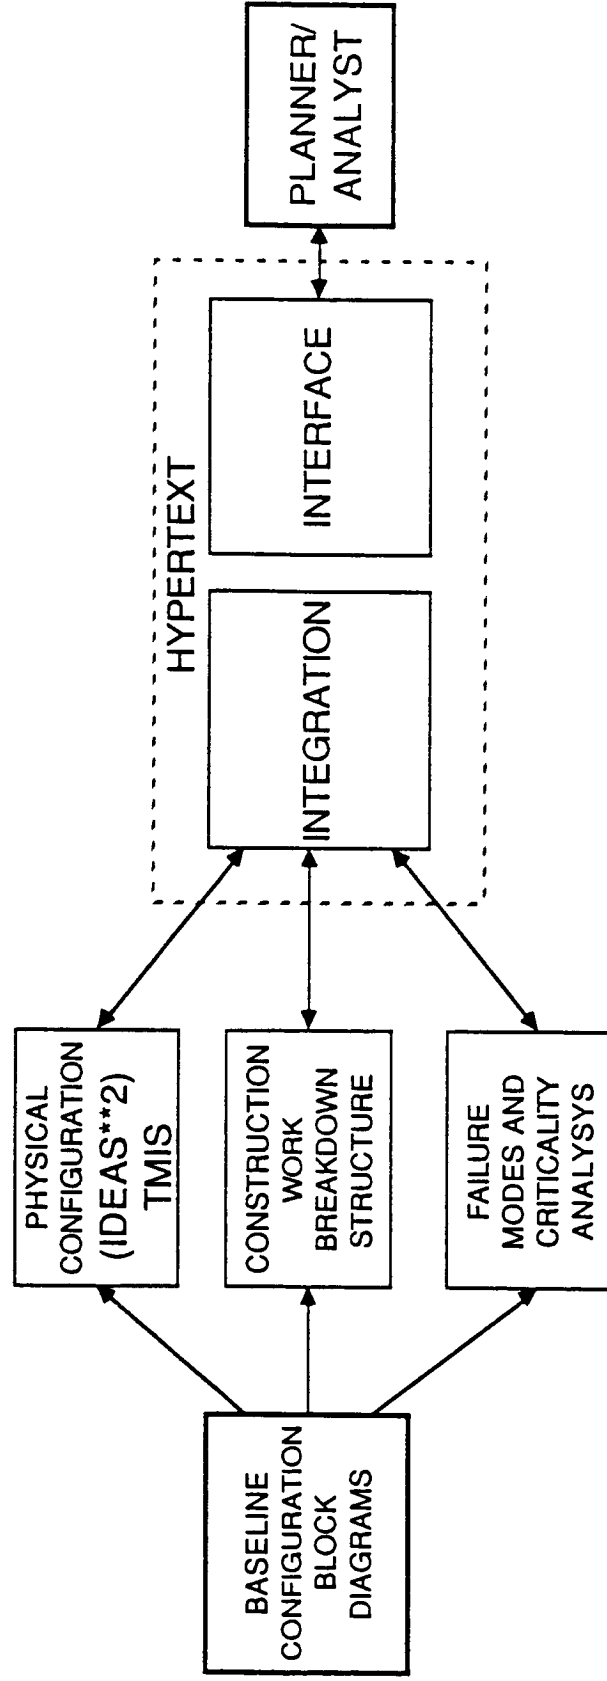 BASELINE
CONFIGURATION
BLOCK
DIAGRAMS
PHYSICAL
CONFIGURATION
(IDEAS**2)
TMIS
CONSTRUCTION
WORK
BREAKDOWN
STRUCTURE
FAILURE
MODES AND
CRITICALITY
ANALYSYS
HYPERTEXT
INTEGRATION
INTERFACE
PLANNER/
ANALYST